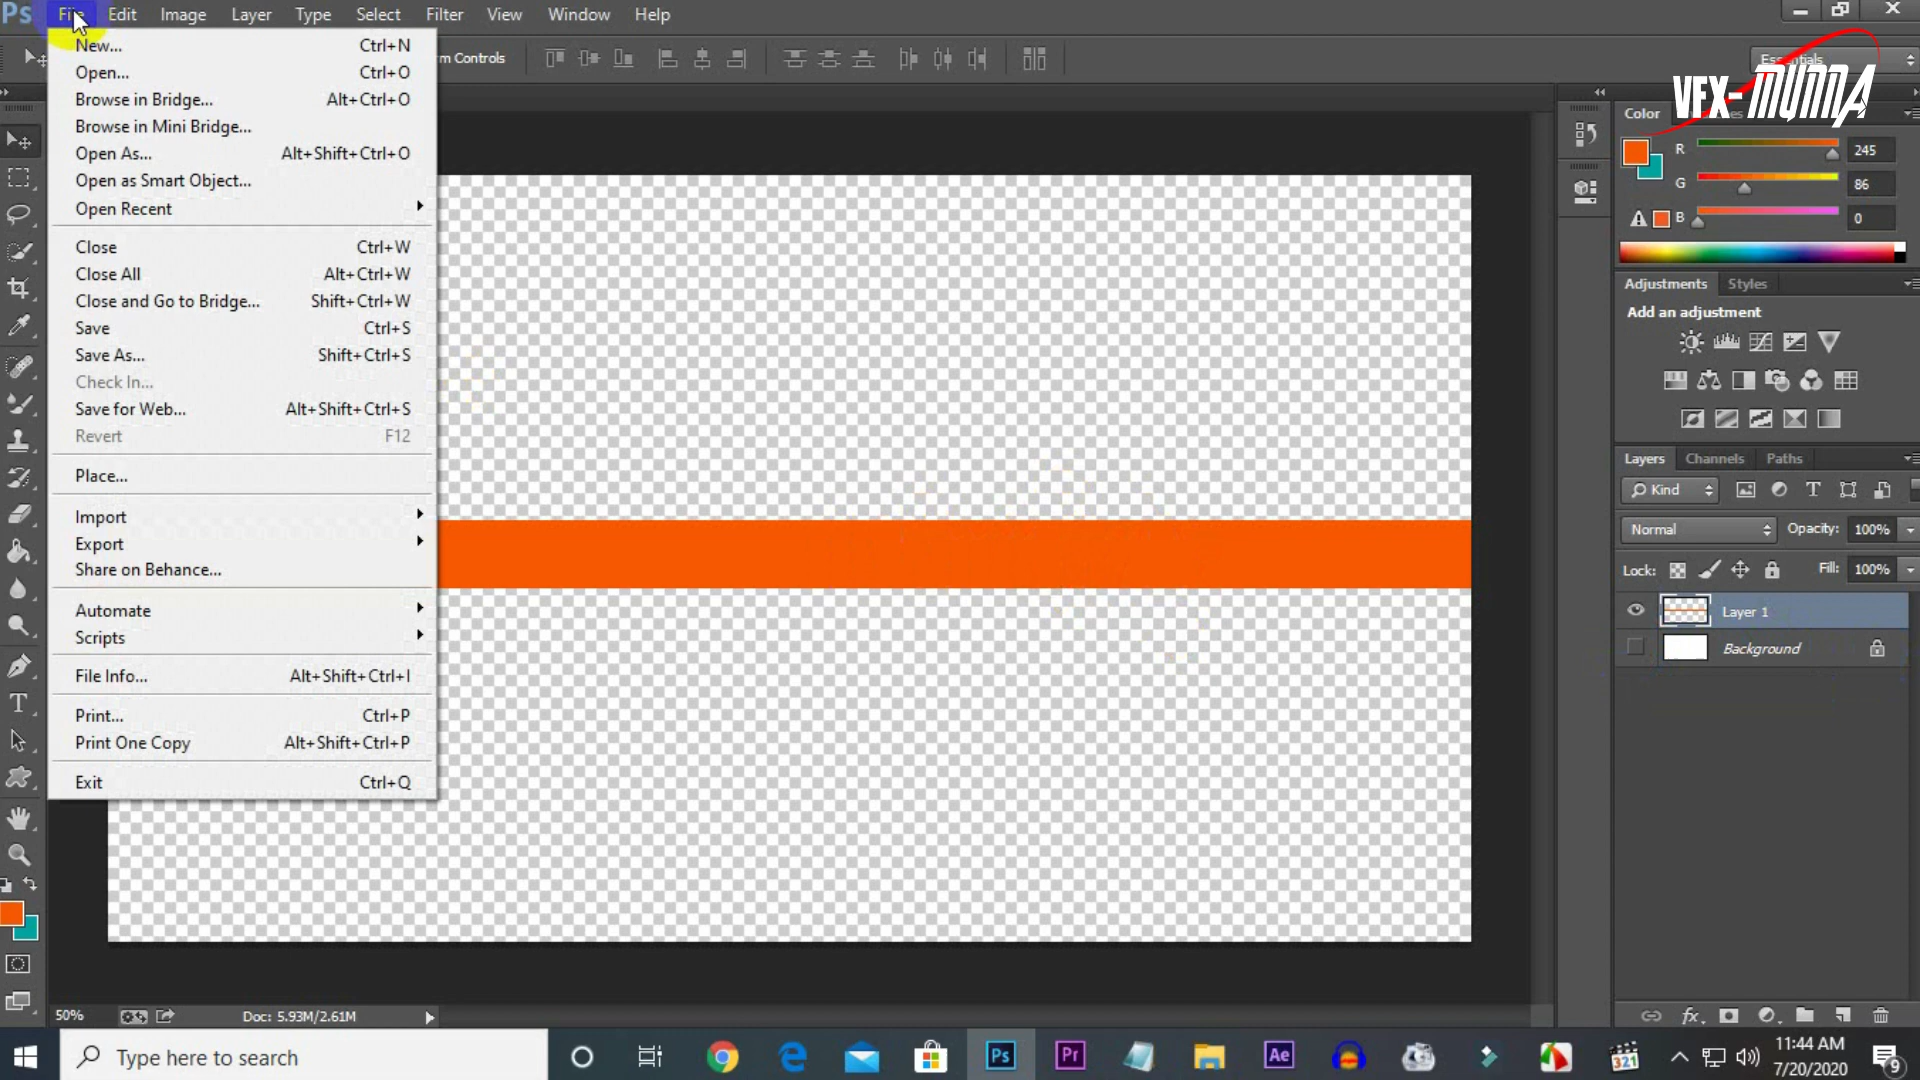 Ps File Edit Image Layer Type Select Filter View Window Help
New... Ctrl+N
Open... Ctrl+O
Browse in Bridge... Alt+Ctrl+O
Browse in Mini Bridge...
Open As... Alt+Shift+Ctrl+O
Open as Smart Object...
Open Recent
Close Ctrl+W
Close All Alt+Ctrl+W
Close and Go to Bridge... Shift+Ctrl+W
Save Ctrl+S
Save As... Shift+Ctrl+S
Check In...
Save for Web... Alt+Shift+Ctrl+S
Revert F12
Place...
Import
Export
Share on Behance...
Automate
Scripts
File Info... Alt+Shift+Ctrl+I
Print... Ctrl+P
Print One Copy Alt+Shift+Ctrl+P
Exit Ctrl+Q
m Controls
Essentials
VFX-MUNNA
Color
R 245
G 86
B 0
Adjustments Styles
Add an adjustment
Layers Channels Paths
Kind
Normal Opacity: 100%
Lock: Fill: 100%
Layer 1
Background
50% Doc: 5.93M/2.61M
Type here to search
Ps Pr Ae 321
11:44 AM
7/20/2020
9